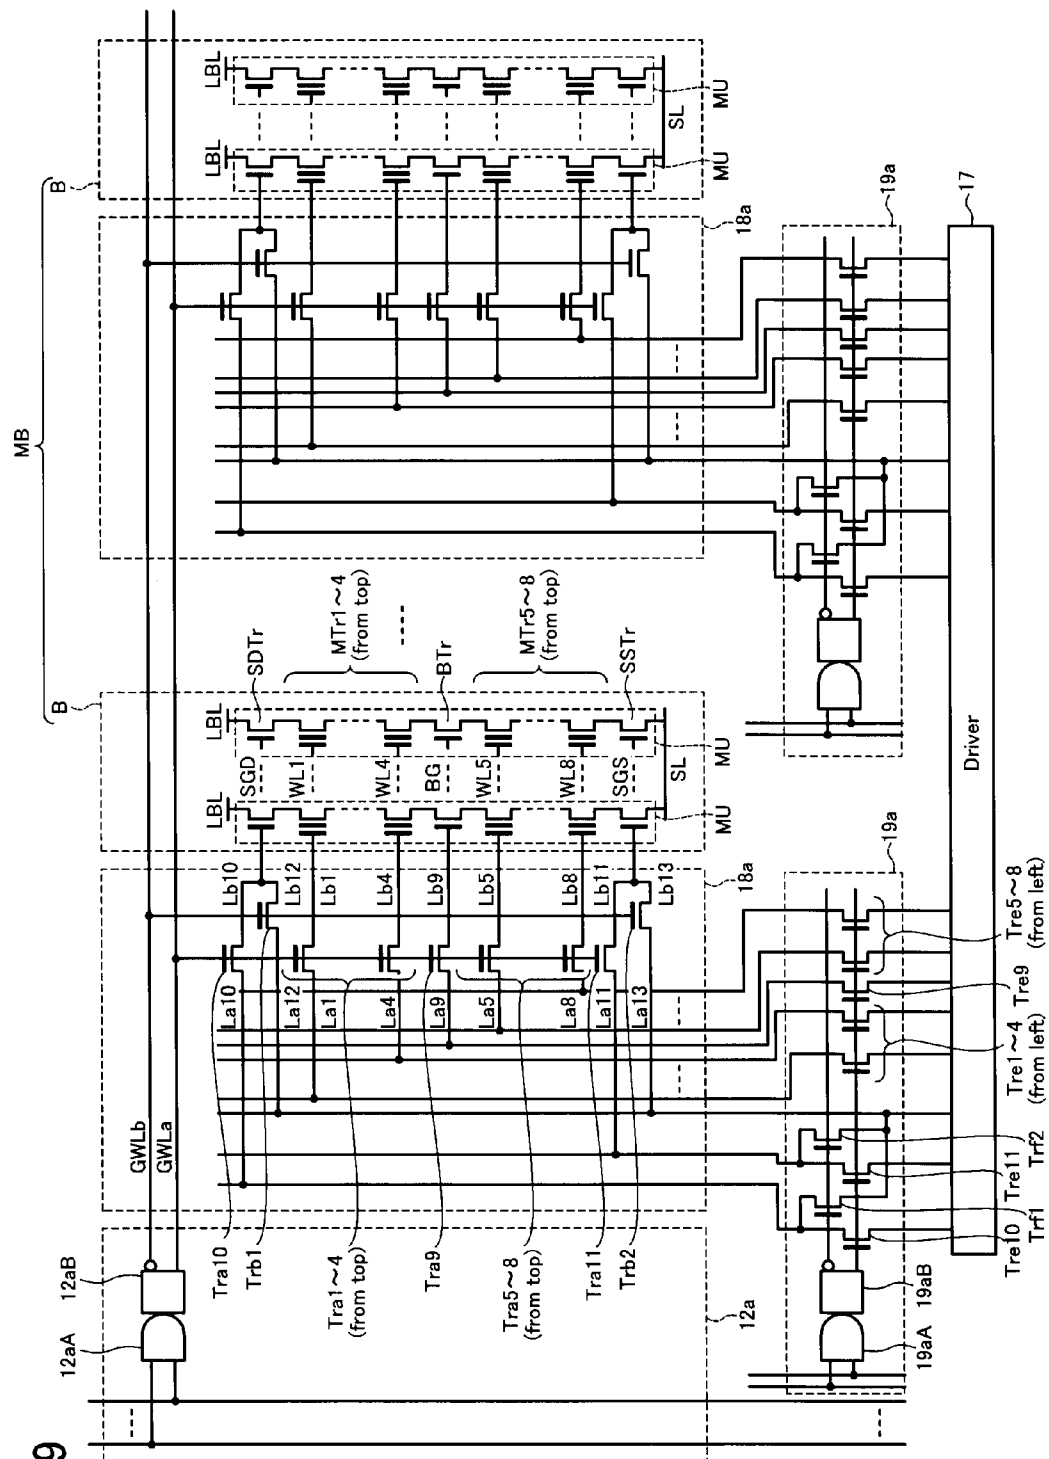 9
MB
B
B
GWLb
GWLa
12aA
12aB
12a
Tra10
Trb1
Tra1～4
(from top)
Tra9
Tra5～8
(from top)
Tra11
Trb2
La10
La12
La1
La4
La9
La5
La8
La11
La13
Lb10
Lb12
Lb1
Lb4
Lb9
Lb5
Lb8
Lb11
Lb13
18a
LBL
LBL
SGD
WL1
WL4
BG
WL5
WL8
SGS
SL
MU
MU
SDTr
MTr1～4
(from top)
BTr
MTr5～8
(from top)
SSTr
18a
LBL
LBL
MU
SL
MU
19aA
19aB
19a
Tre10
Trf1
Tre11
Trf2
Tre1～4
(from left)
Tre9
Tre5～8
(from left)
19a
Driver
17